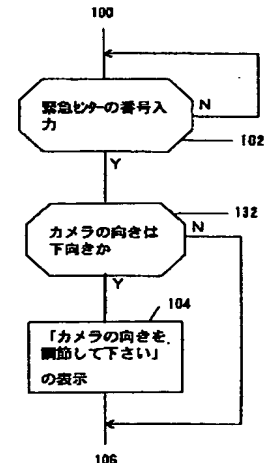 100
緊急センターの番号入
力
N
102
Y
132
カメラの向きは
下向きか
N
Y
104
「カメラの向きを、
調節して下さい」
の表示
106